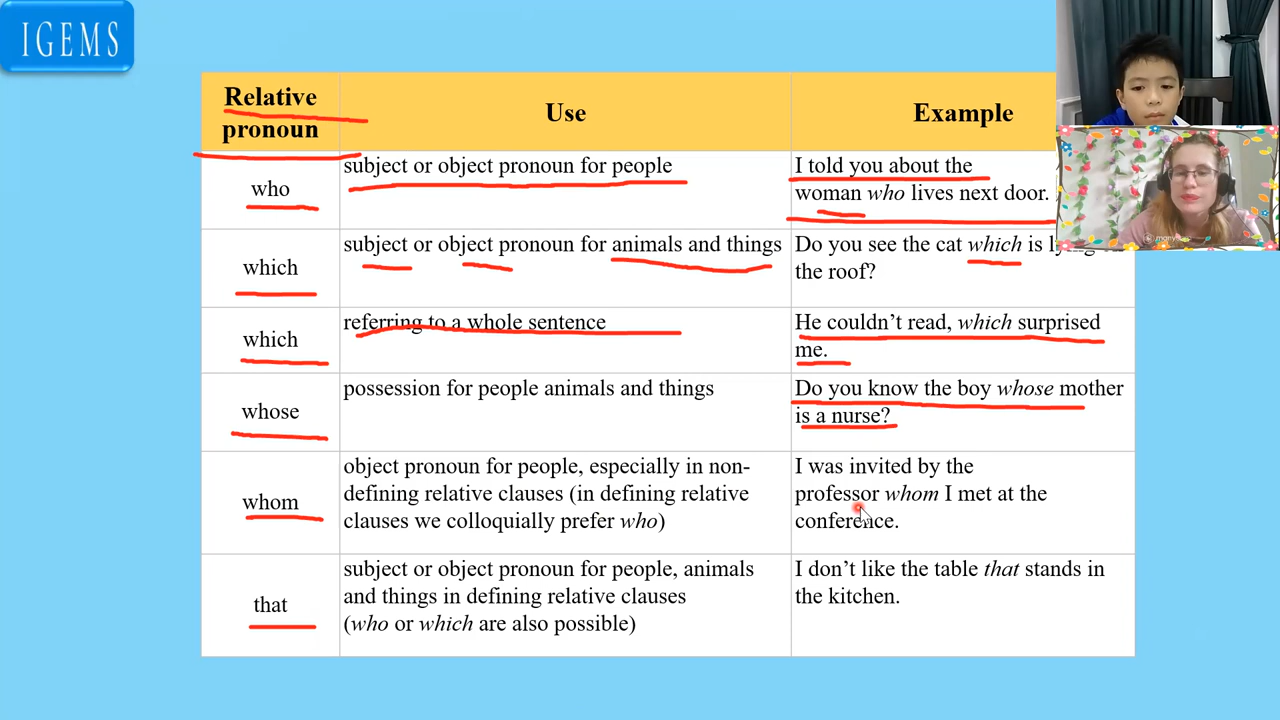 IGEMS
Relative
pronoun
Use
Example
who
subject or object pronoun for people
I told you about the
woman who lives next door.
which
subject or object pronoun for animals and things
Do you see the cat which is
the roof?
which
referring to a whole sentence
He couldn't read, which surprised
me.
whose
possession for people animals and things
Do you know the boy whose mother
is a nurse?
whom
object pronoun for people, especially in non-
defining relative clauses (in defining relative
clauses we colloquially prefer who)
I was invited by the
professor whom I met at the
conference.
that
subject or object pronoun for people, animals
and things in defining relative clauses
(who or which are also possible)
I don't like the table that stands in
the kitchen.